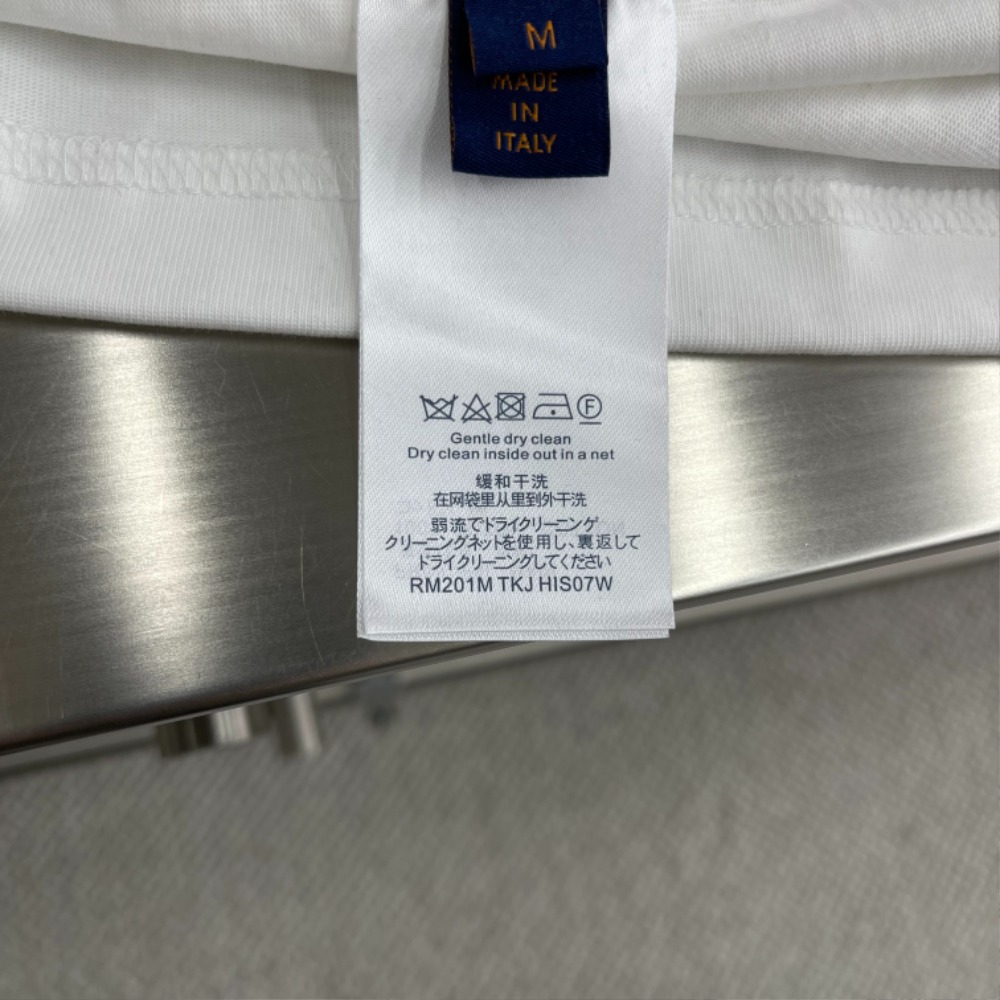 M
MADE
IN
ITALY
F
Gentle dry clean
Dry clean inside out in a net
缓和干洗
在网袋里从里到外干洗
弱流でドライクリーニンゲ
クリーニングネットを使用し、裏返して
ドライクリーニングしてください
RM201M TKJ HIS07W